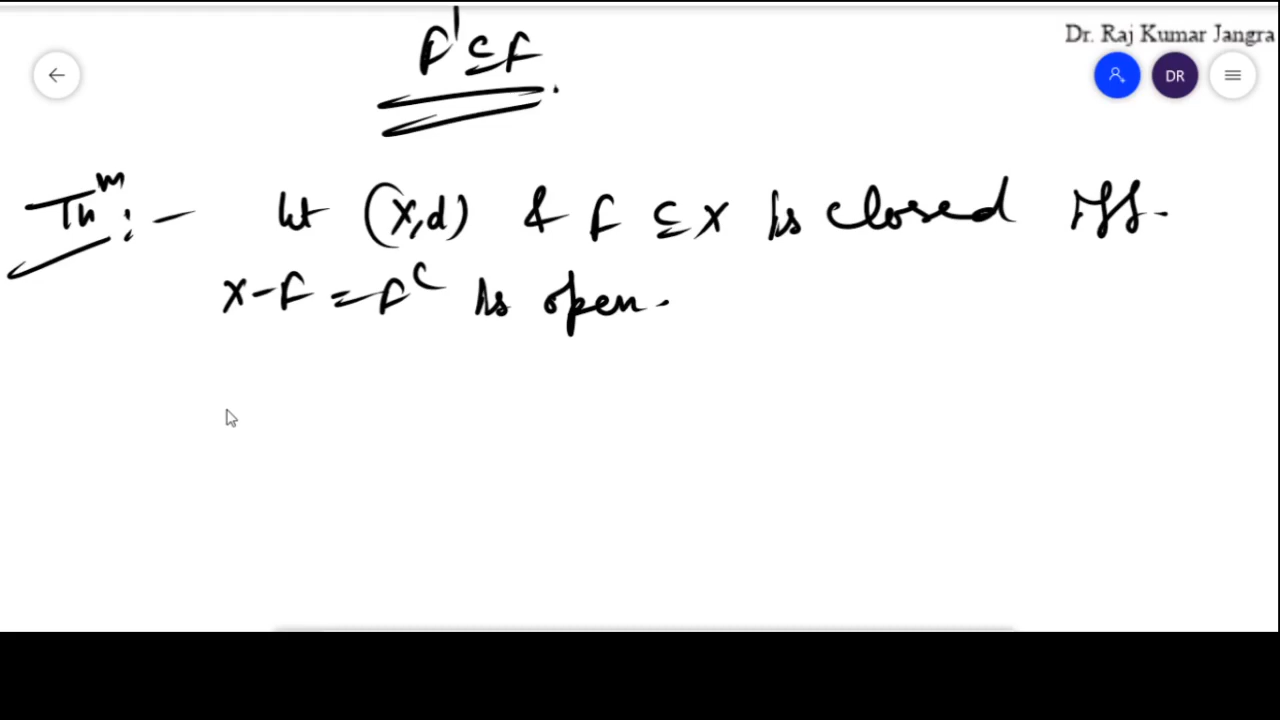 Dr. Raj Kumar Jangra
DR
F' ⊆ F.
Thm :- let (X,d) & F ⊆ X is closed iff.
X-F = F^c is open.